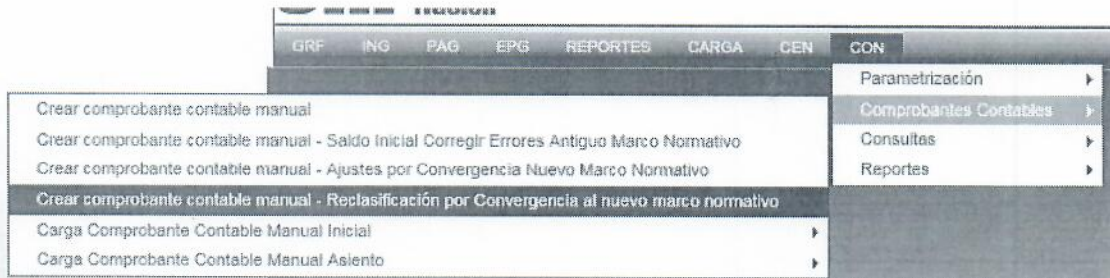 GRF ING PAG EPG REPORTES CARGA CEN CON
Parametrización
Comprobantes Contables
Consultas
Reportes
Crear comprobante contable manual
Crear comprobante contable manual - Saldo Inicial Corregir Errores Antiguo Marco Normativo
Crear comprobante contable manual - Ajustes por Convergencia Nuevo Marco Normativo
Crear comprobante contable manual - Reclasificación por Convergencia al nuevo marco normativo
Carga Comprobante Contable Manual Inicial
Carga Comprobante Contable Manual Asiento